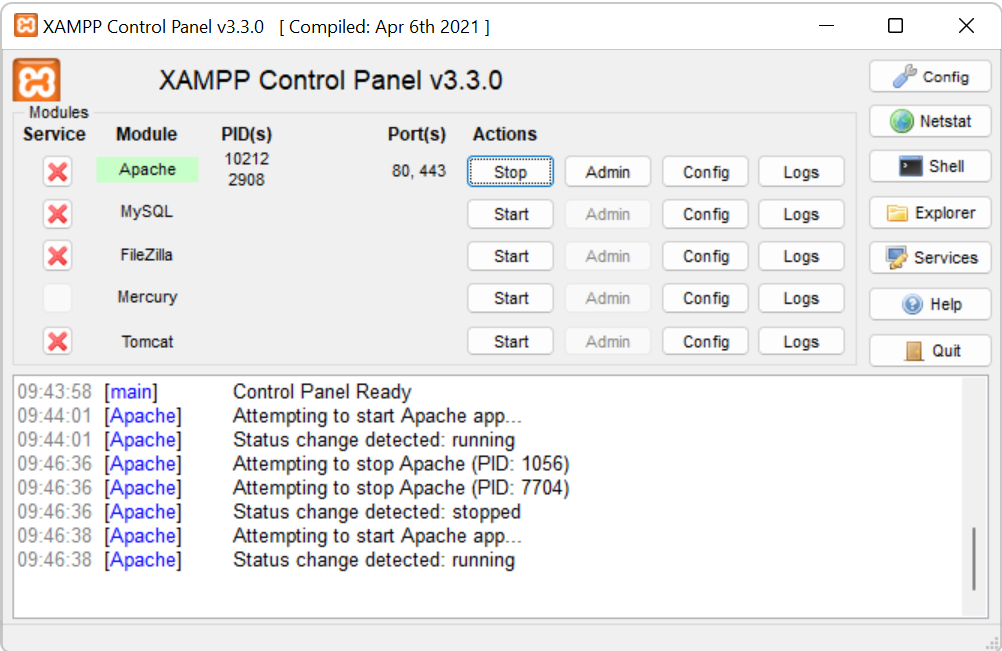 XAMPP Control Panel v3.3.0 [ Compiled: Apr 6th 2021 ]
XAMPP Control Panel v3.3.0
Config
Modules
Service Module PID(s) Port(s) Actions
Netstat
Apache 10212 2908 80, 443 Stop Admin Config Logs
Shell
MySQL Start Admin Config Logs
Explorer
FileZilla Start Admin Config Logs
Services
Mercury Start Admin Config Logs
Help
Tomcat Start Admin Config Logs
Quit
09:43:58 [main] Control Panel Ready
09:44:01 [Apache] Attempting to start Apache app...
09:44:01 [Apache] Status change detected: running
09:46:36 [Apache] Attempting to stop Apache (PID: 1056)
09:46:36 [Apache] Attempting to stop Apache (PID: 7704)
09:46:36 [Apache] Status change detected: stopped
09:46:38 [Apache] Attempting to start Apache app...
09:46:38 [Apache] Status change detected: running